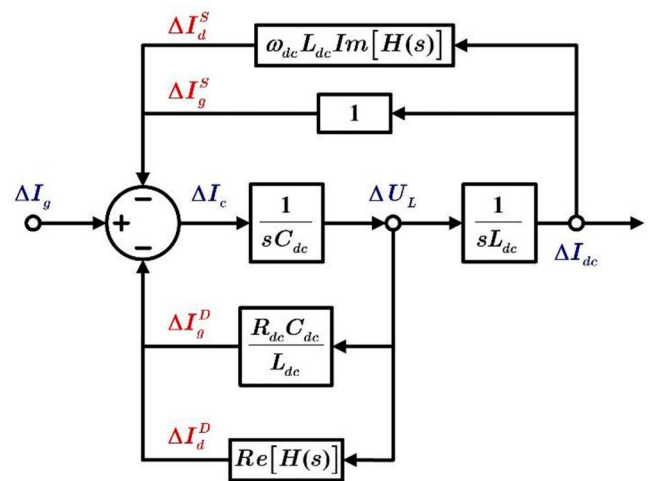 ΔI_d^S
ω_dc L_dc Im[H(s)]
ΔI_g^S
1
ΔI_g
−
+
−
ΔI_c
1
sC_dc
ΔU_L
1
sL_dc
ΔI_dc
ΔI_g^D
R_dc C_dc
L_dc
ΔI_d^D
Re[H(s)]